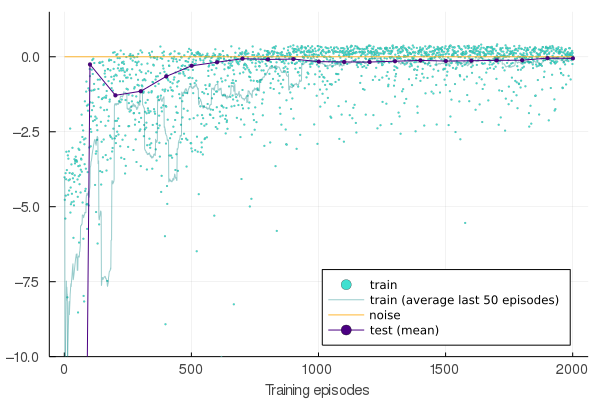 0.0
−2.5
−5.0
−7.5
−10.0
train
train (average last 50 episodes)
noise
test (mean)
0
500
1000
1500
2000
Training episodes